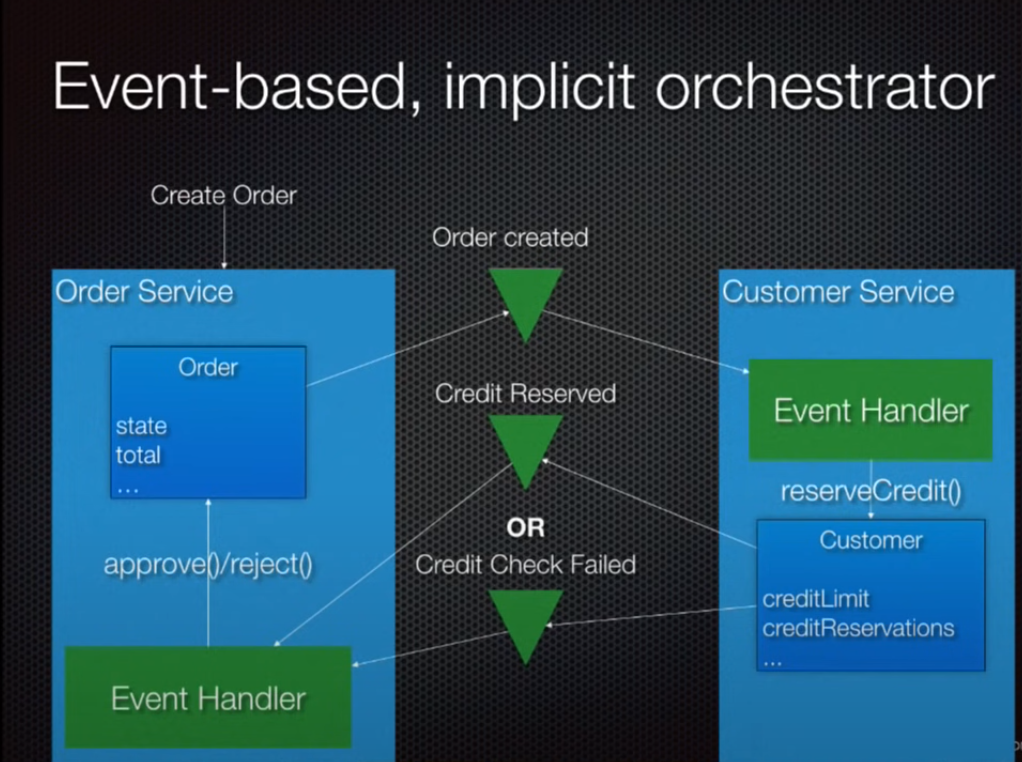 Event-based, implicit orchestrator
Create Order
Order created
Order Service
Customer Service
Order
state
total
...
Credit Reserved
Event Handler
reserveCredit()
OR
Credit Check Failed
approve()/reject()
Customer
creditLimit
creditReservations
...
Event Handler